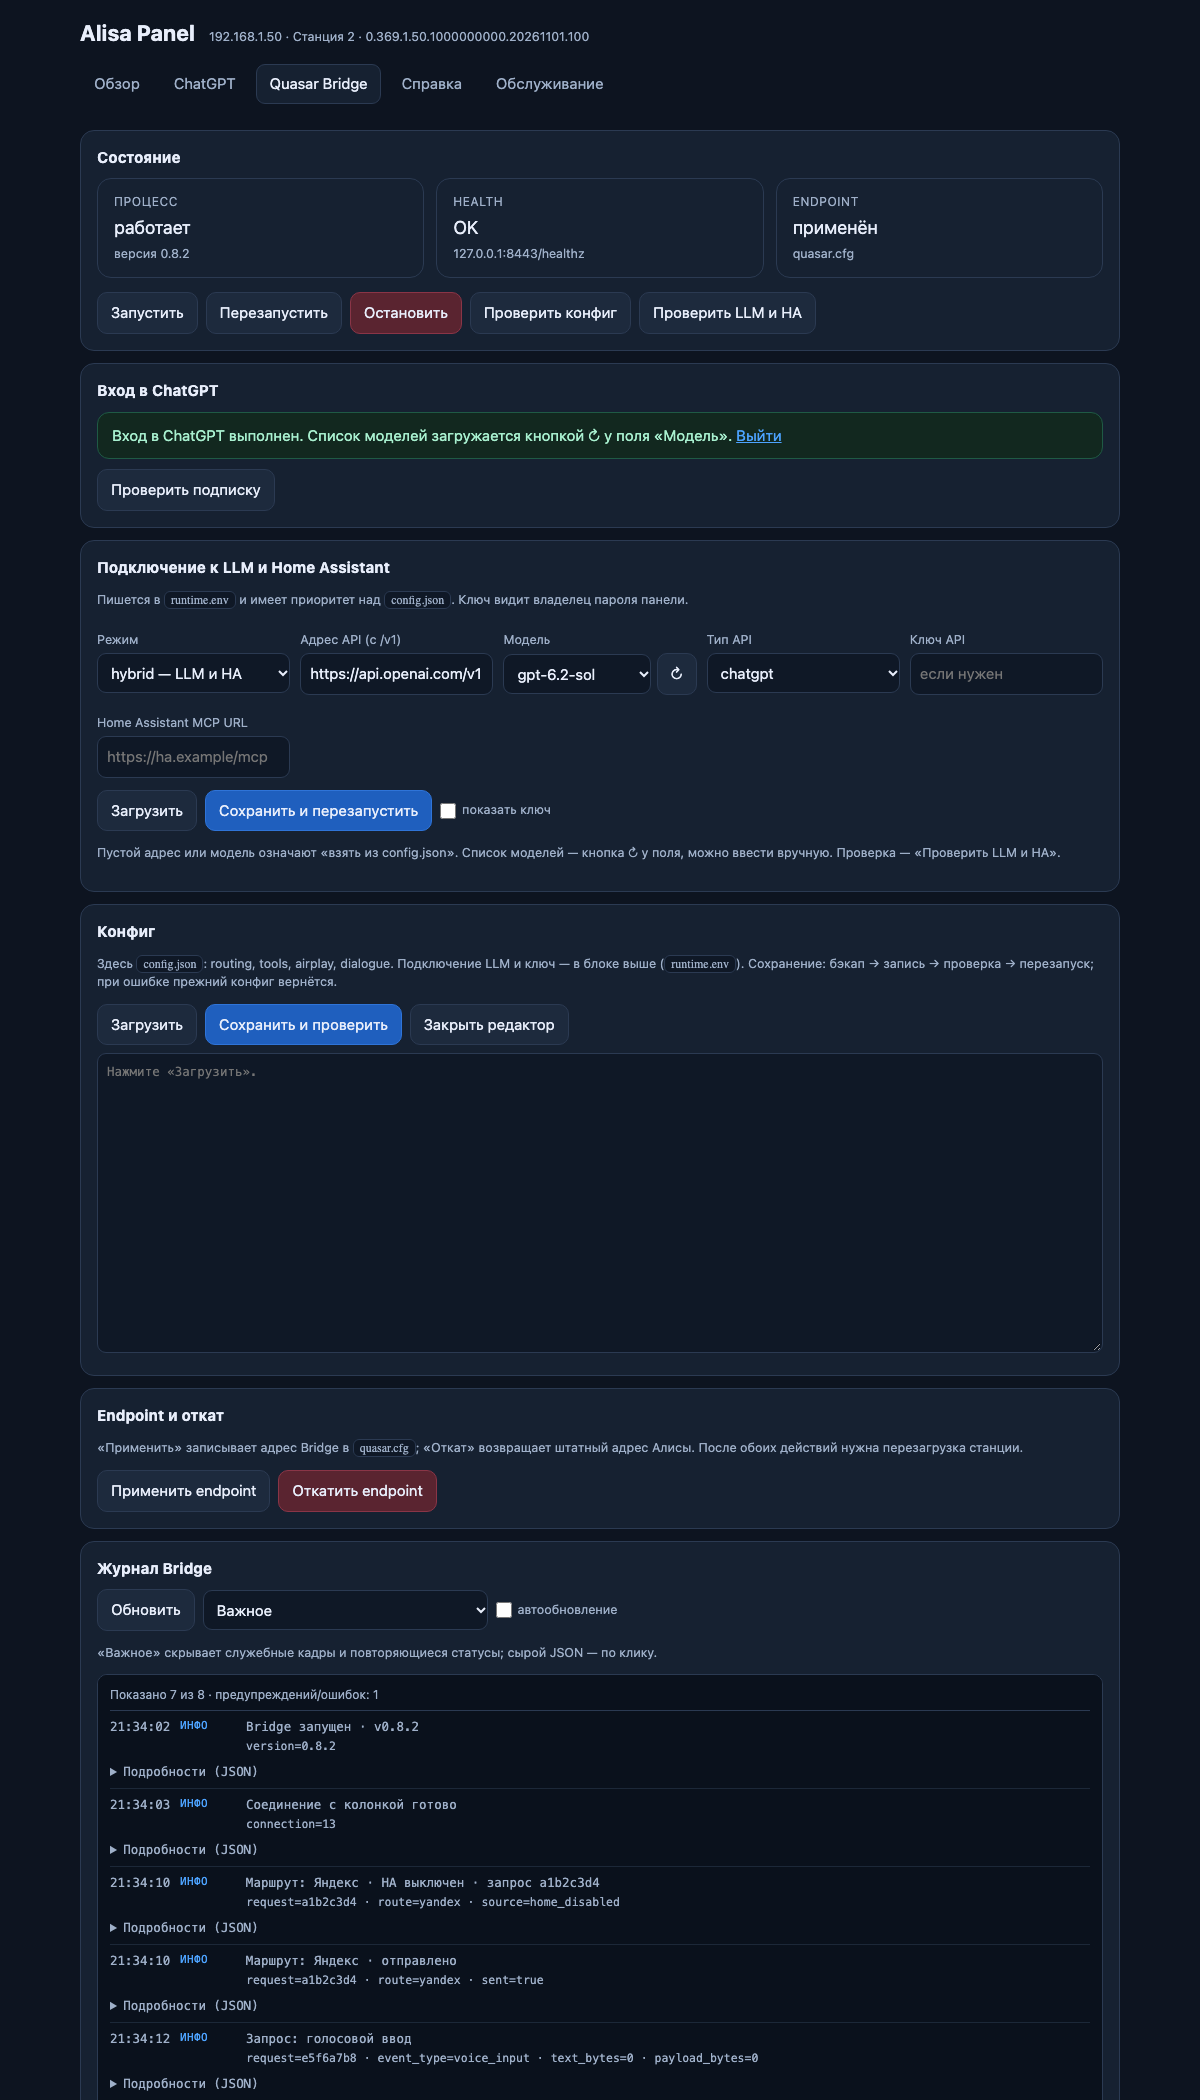 Alisa Panel 192.168.1.50 · Станция 2 · 0.369.1.50.1000000000.20261101.100
Обзор ChatGPT Quasar Bridge Справка Обслуживание
Состояние
ПРОЦЕСС
работает
версия 0.8.2
HEALTH
OK
127.0.0.1:8443/healthz
ENDPOINT
применён
quasar.cfg
Запустить Перезапустить Остановить Проверить конфиг Проверить LLM и HA
Вход в ChatGPT
Вход в ChatGPT выполнен. Список моделей загружается кнопкой ↻ у поля «Модель». Выйти
Проверить подписку
Подключение к LLM и Home Assistant
Пишется в runtime.env и имеет приоритет над config.json. Ключ видит владелец пароля панели.
Режим Адрес API (с /v1) Модель Тип API Ключ API
hybrid — LLM и HA https://api.openai.com/v1 gpt-6.2-sol ↻ chatgpt если нужен
Home Assistant MCP URL
https://ha.example/mcp
Загрузить Сохранить и перезапустить показать ключ
Пустой адрес или модель означают «взять из config.json». Список моделей — кнопка ↻ у поля, можно ввести вручную. Проверка — «Проверить LLM и HA».
Конфиг
Здесь config.json: routing, tools, airplay, dialogue. Подключение LLM и ключ — в блоке выше (runtime.env). Сохранение: бэкап → запись → проверка → перезапуск;
при ошибке прежний конфиг вернётся.
Загрузить Сохранить и проверить Закрыть редактор
Нажмите «Загрузить».
Endpoint и откат
«Применить» записывает адрес Bridge в quasar.cfg; «Откат» возвращает штатный адрес Алисы. После обоих действий нужна перезагрузка станции.
Применить endpoint Откатить endpoint
Журнал Bridge
Обновить Важное автообновление
«Важное» скрывает служебные кадры и повторяющиеся статусы; сырой JSON — по клику.
Показано 7 из 8 · предупреждений/ошибок: 1
21:34:02 ИНФО Bridge запущен · v0.8.2
version=0.8.2
▶ Подробности (JSON)
21:34:03 ИНФО Соединение с колонкой готово
connection=13
▶ Подробности (JSON)
21:34:10 ИНФО Маршрут: Яндекс · HA выключен · запрос a1b2c3d4
request=a1b2c3d4 · route=yandex · source=home_disabled
▶ Подробности (JSON)
21:34:10 ИНФО Маршрут: Яндекс · отправлено
request=a1b2c3d4 · route=yandex · sent=true
▶ Подробности (JSON)
21:34:12 ИНФО Запрос: голосовой ввод
request=e5f6a7b8 · event_type=voice_input · text_bytes=0 · payload_bytes=0
▶ Подробности (JSON)